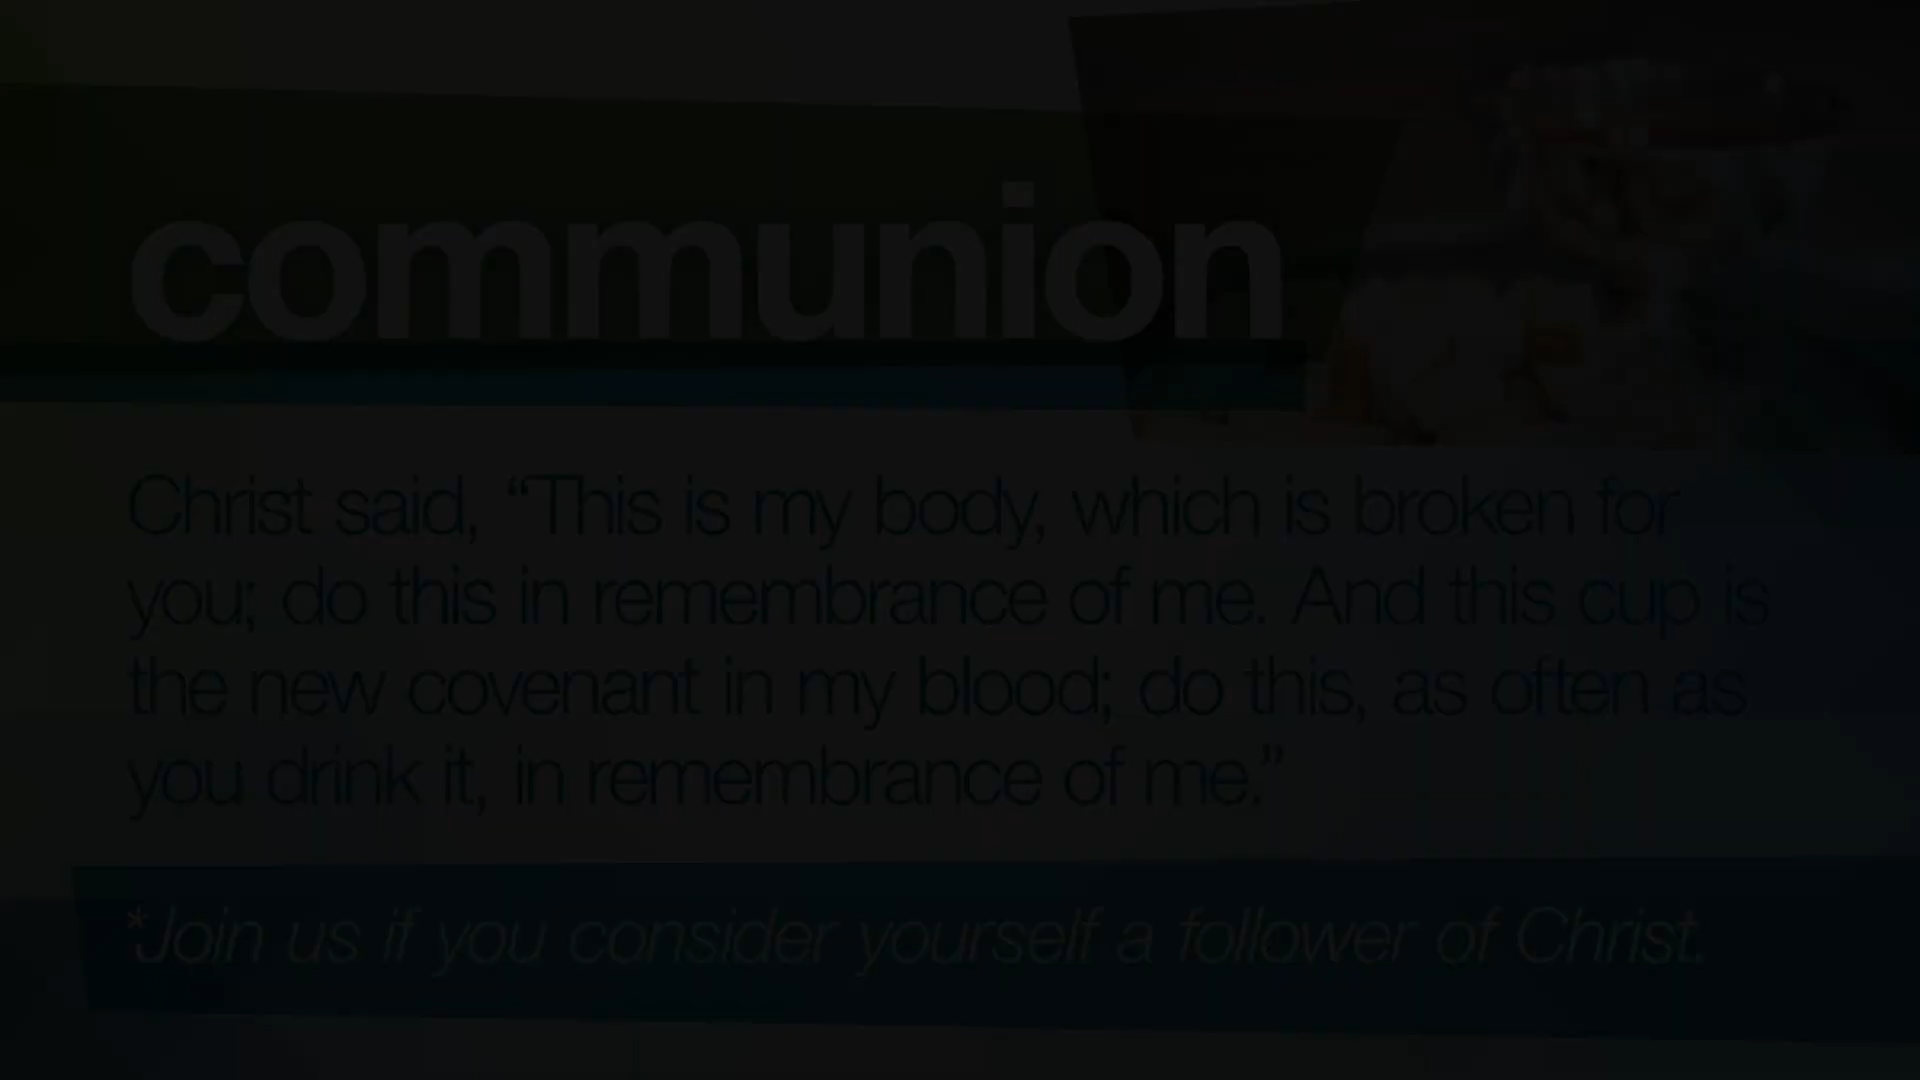 communion
Christ said, “This is my body, which is broken for
you; do this in remembrance of me. And this cup is
the new covenant in my blood; do this, as often as
you drink it, in remembrance of me.”
*Join us if you consider yourself a follower of Christ.